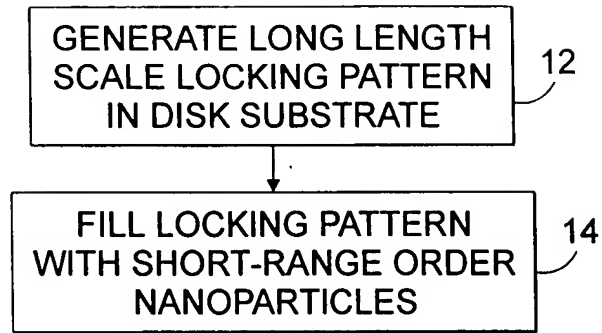 GENERATE LONG LENGTH
SCALE LOCKING PATTERN
IN DISK SUBSTRATE
12
FILL LOCKING PATTERN
WITH SHORT-RANGE ORDER
NANOPARTICLES
14